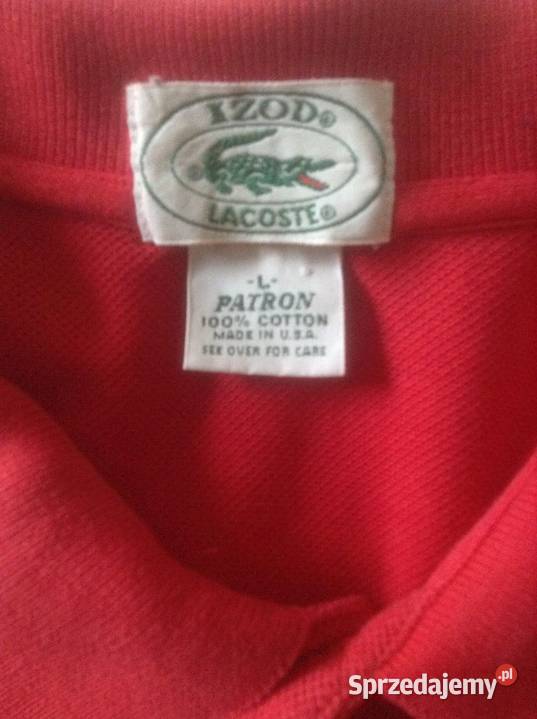 IZOD®
®
LACOSTE®
-L-
PATRON
100% COTTON
MADE IN U.S.A.
SEE OVER FOR CARE
Sprzedajemy.pl